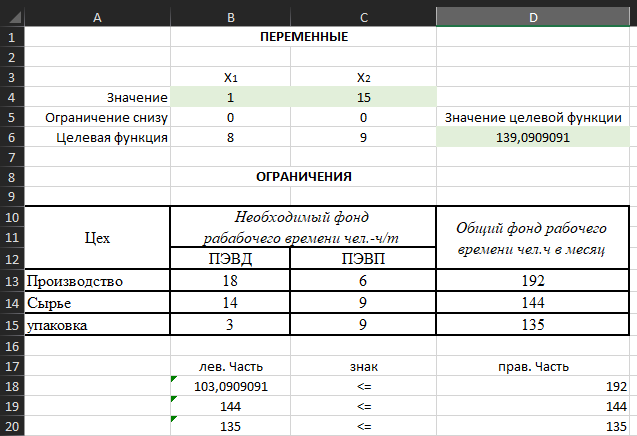 A B C D
1 ПЕРЕМЕННЫЕ
2
3 X1 X2
4 Значение 1 15
5 Ограничение снизу 0 0 Значение целевой функции
6 Целевая функция 8 9 139,0909091
7
8 ОГРАНИЧЕНИЯ
9
10 Необходимый фонд
11 Цех рабабочего времени чел.-ч/т Общий фонд рабочего времени чел.ч в месяц
12 ПЭВД ПЭВП
13 Производство 18 6 192
14 Сырье 14 9 144
15 упаковка 3 9 135
16
17 лев. Часть знак прав. Часть
18 103,0909091 <= 192
19 144 <= 144
20 135 <= 135